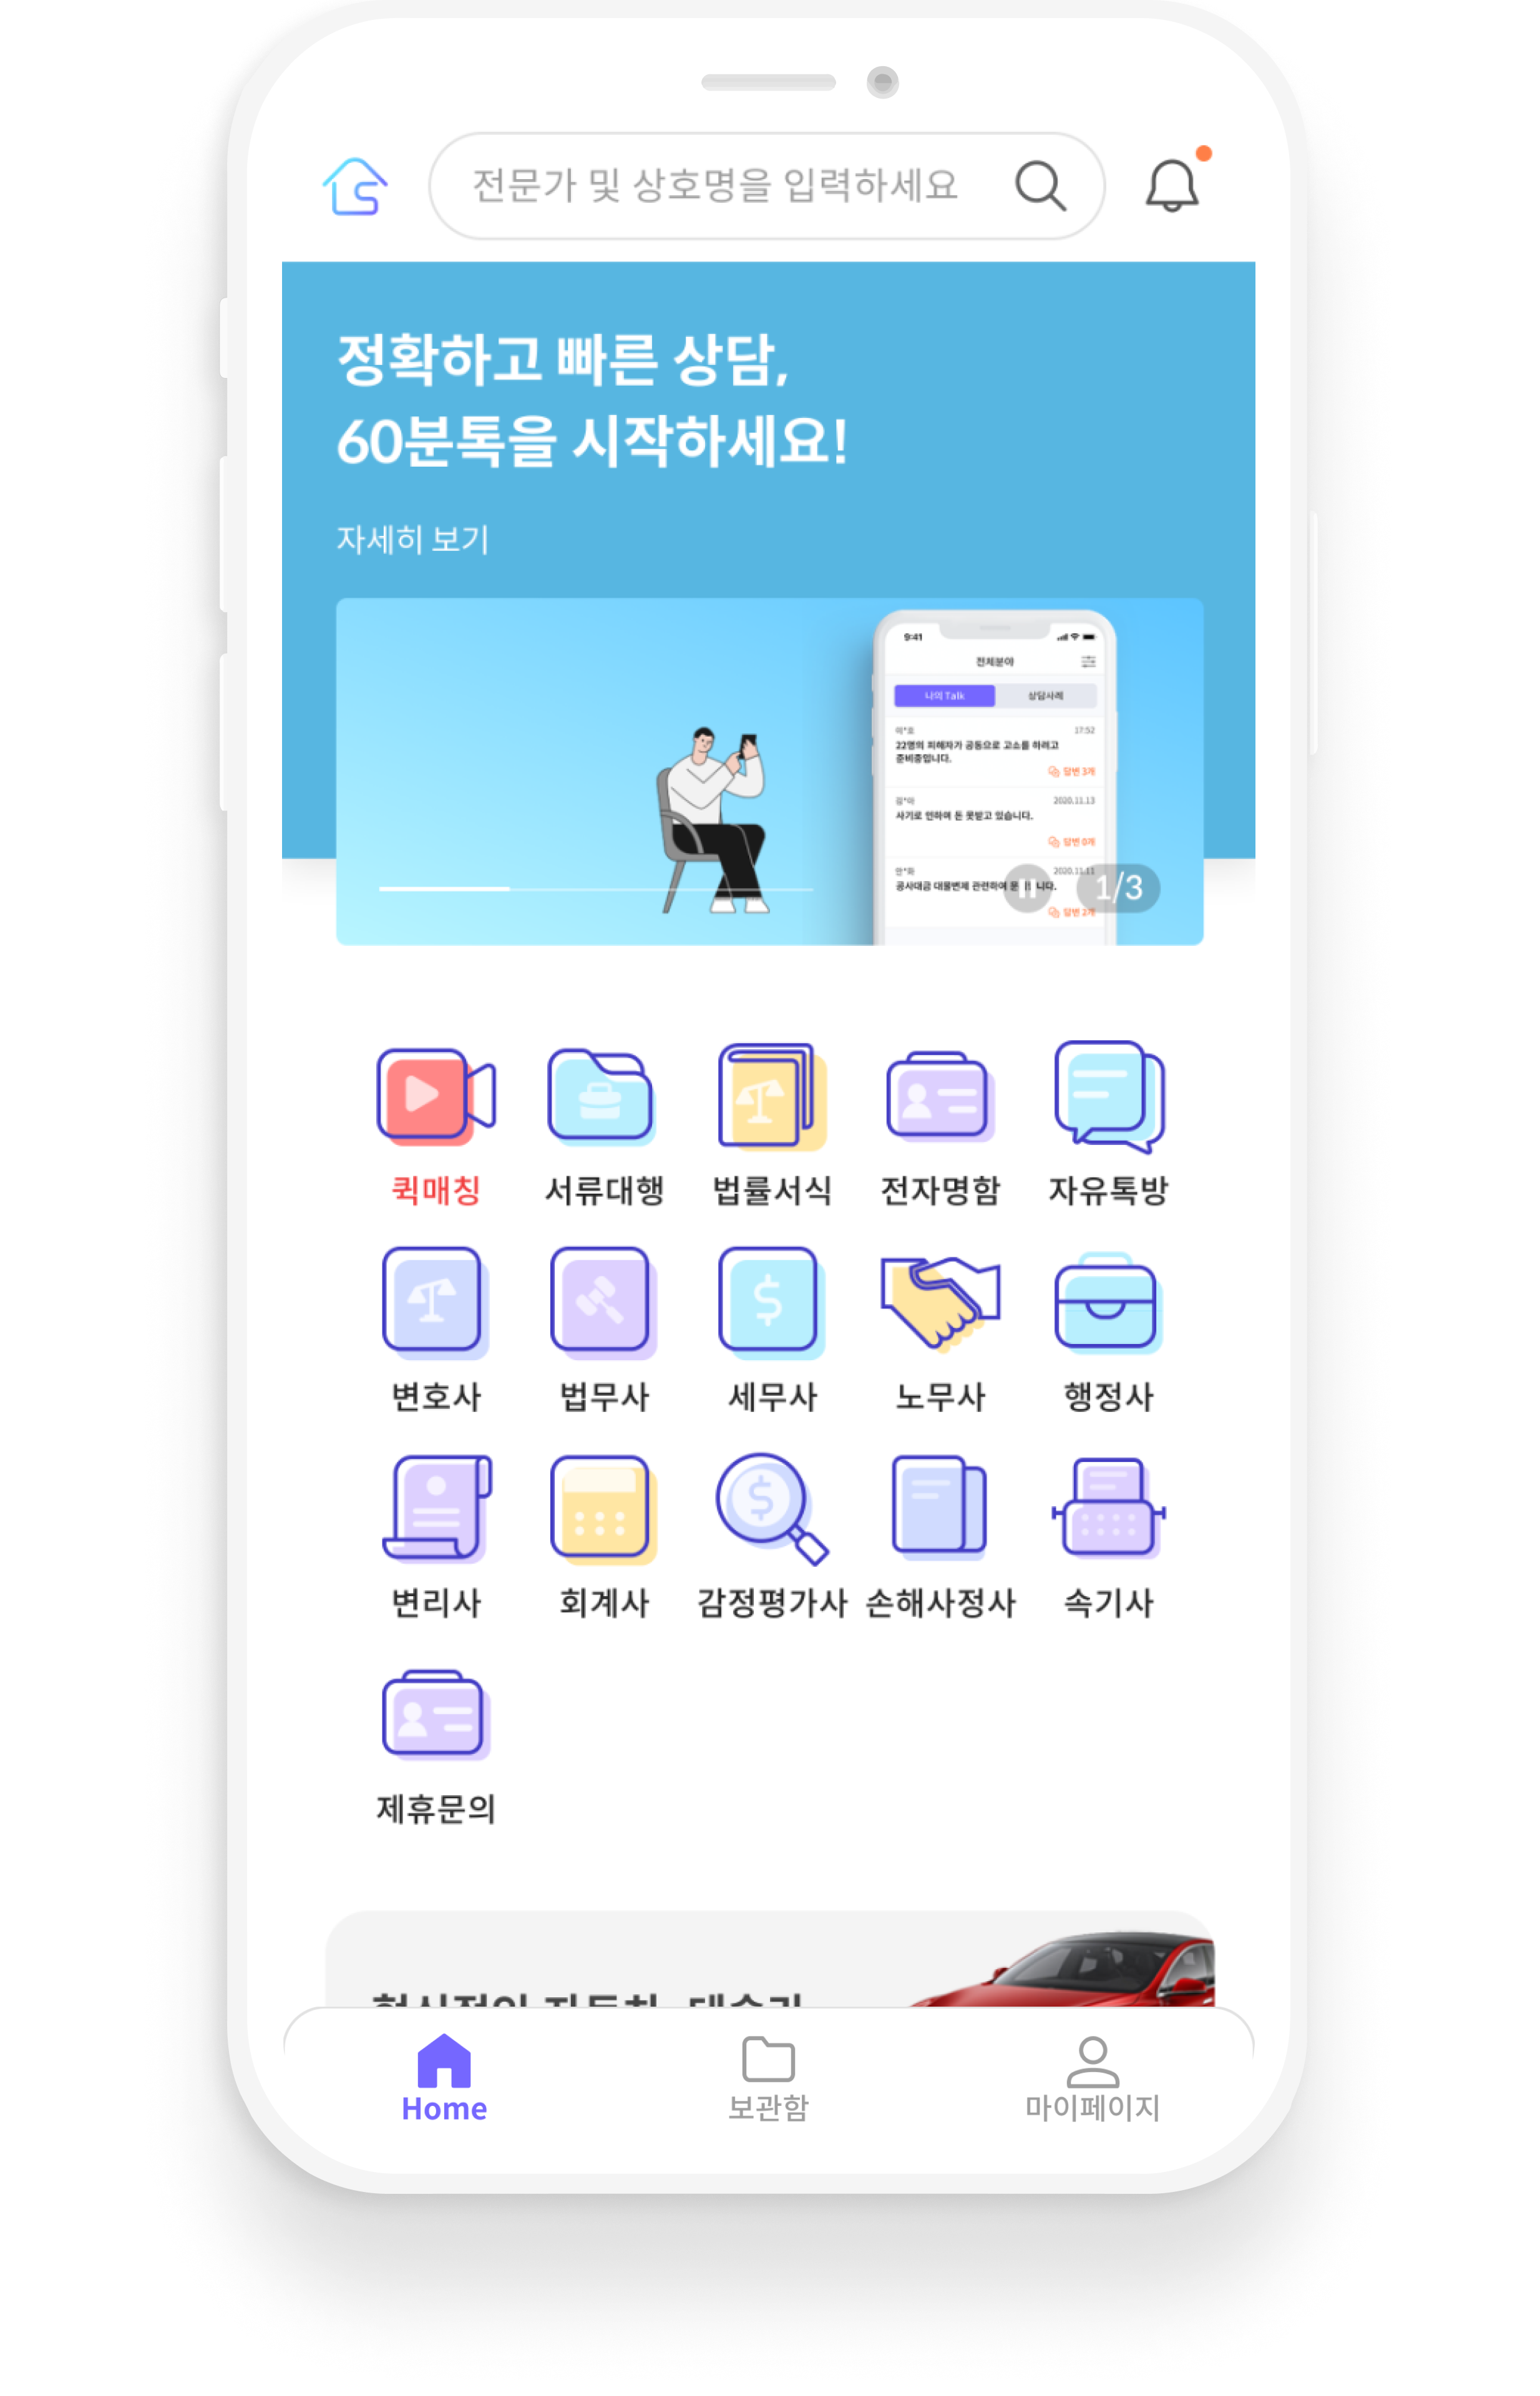 전문가 및 상호명을 입력하세요
정확하고 빠른 상담,
60분톡을 시작하세요!
자세히 보기
9:41
전체분야
나의 Talk 상담사례
17:52
22명의 피해자가 공동으로 고소를 하려고
준비중입니다.
답변 3개
2020.11.13
사기로 인하여 돈 못받고 있습니다.
답변 0개
2020.11.11
공사대금 대물변제 관련하여
답변 2개
1/3
퀵매칭 서류대행 법률서식 전자명함 자유톡방
변호사 법무사 세무사 노무사 행정사
변리사 회계사 감정평가사 손해사정사 속기사
제휴문의
Home 보관함 마이페이지